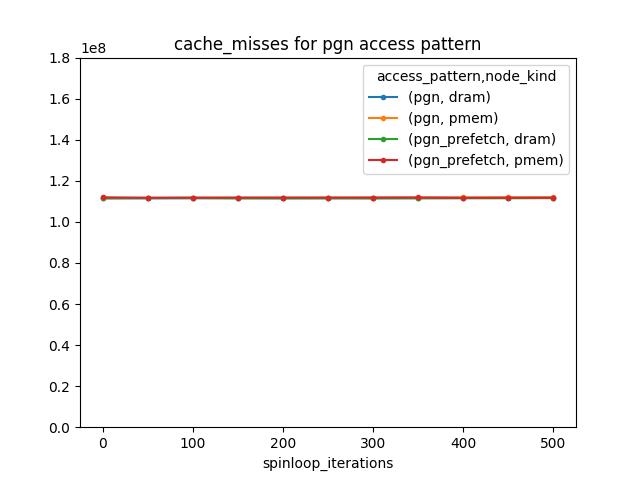 cache_misses for pgn access pattern
1e8
1.8
1.6
1.4
1.2
1.0
0.8
0.6
0.4
0.2
0.0
access_pattern,node_kind
(pgn, dram)
(pgn, pmem)
(pgn_prefetch, dram)
(pgn_prefetch, pmem)
0 100 200 300 400 500
spinloop_iterations